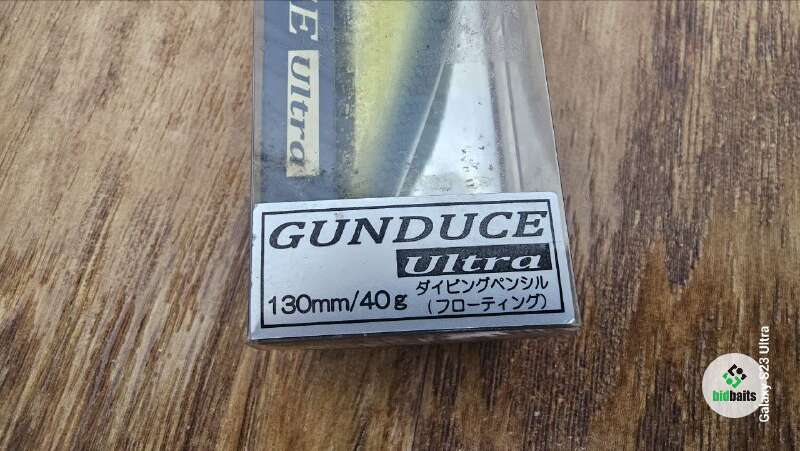 CE Ultra
GUNDUCE
Ultra
130mm/40g
ダイビングペンシル
(フローティング)
bidbaits
Galaxy S23 Ultra